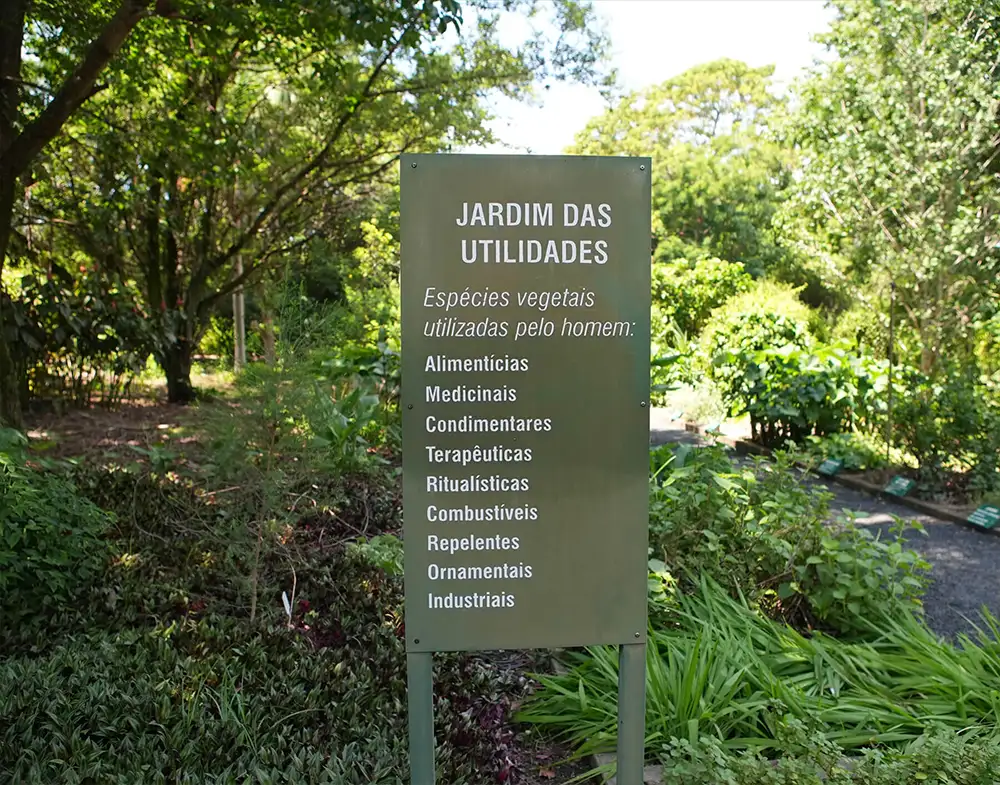 JARDIM DAS
UTILIDADES
Espécies vegetais
utilizadas pelo homem:
Alimentícias
Medicinais
Condimentares
Terapêuticas
Ritualísticas
Combustíveis
Repelentes
Ornamentais
Industriais